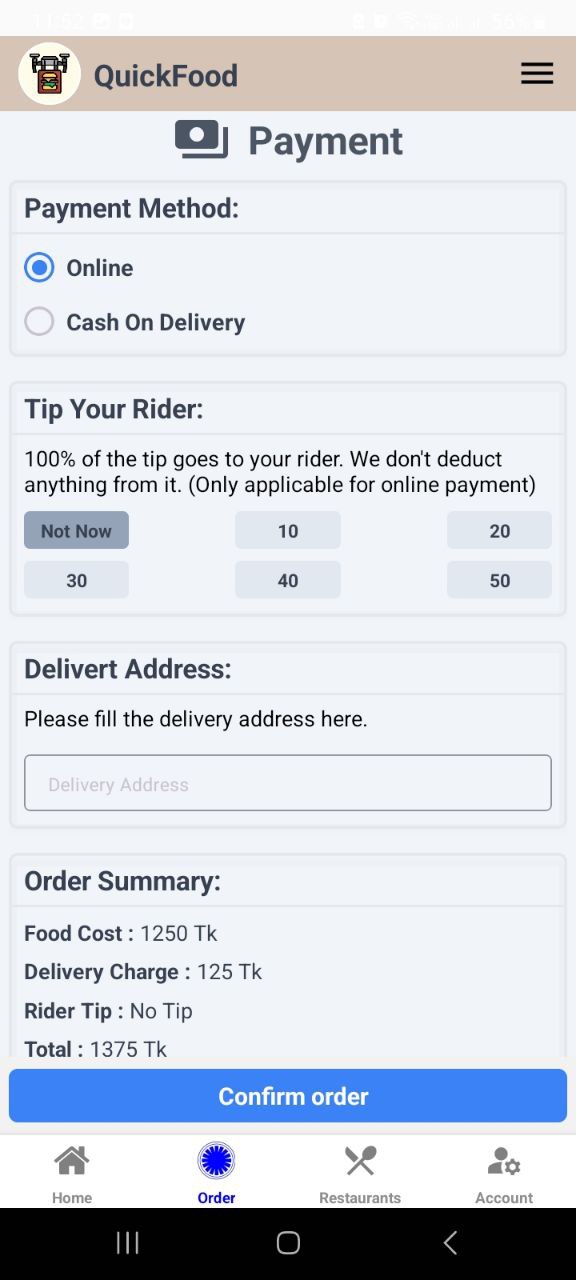 11:52
56%
QuickFood
Payment
Payment Method:
Online
Cash On Delivery
Tip Your Rider:
100% of the tip goes to your rider. We don't deduct
anything from it. (Only applicable for online payment)
Not Now 10 20
30 40 50
Delivert Address:
Please fill the delivery address here.
Delivery Address
Order Summary:
Food Cost : 1250 Tk
Delivery Charge : 125 Tk
Rider Tip : No Tip
Total : 1375 Tk
Confirm order
Home Order Restaurants Account